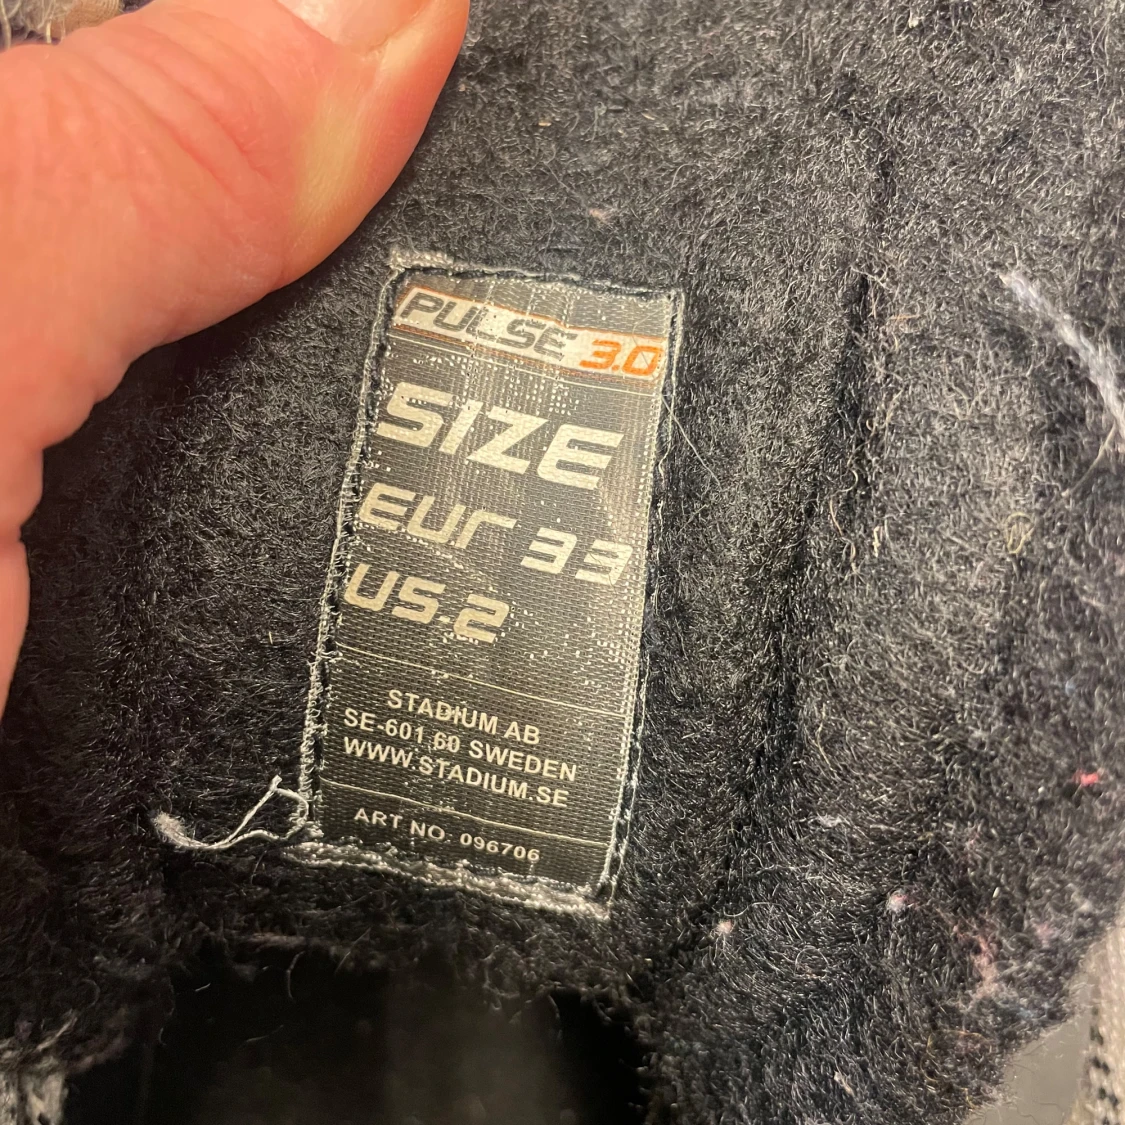 PULSE 3.0
SIZE
EUR 33
US.2
STADIUM AB
SE-601 60 SWEDEN
WWW.STADIUM.SE
ART NO. 096706